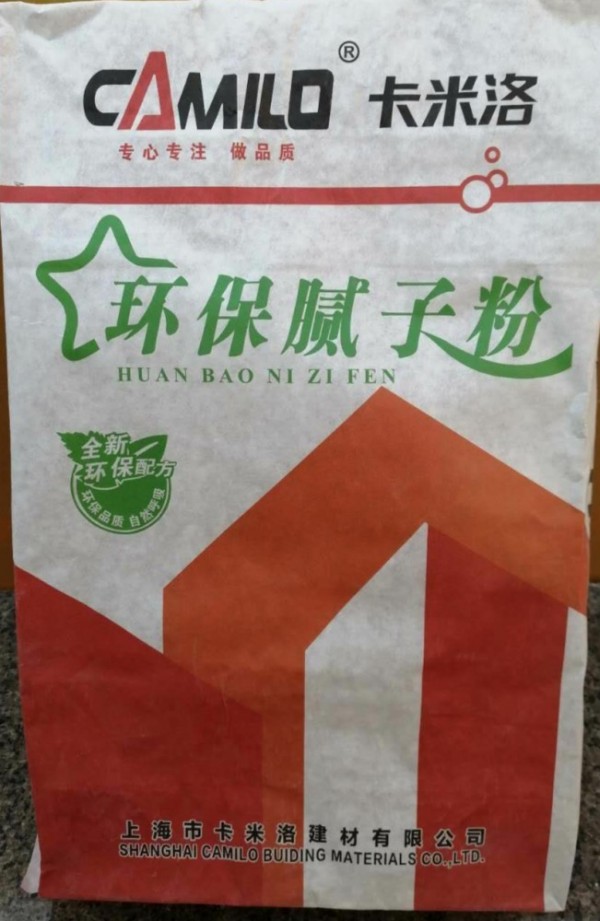 CAMILO® 卡米洛
专心专注 做品质
环保腻子粉
HUAN BAO NI ZI FEN
全新
环保配方
环保品质 自然呼吸
上海市卡米洛建材有限公司
SHANGHAI CAMILO BUIDING MATERIALS CO.,LTD.